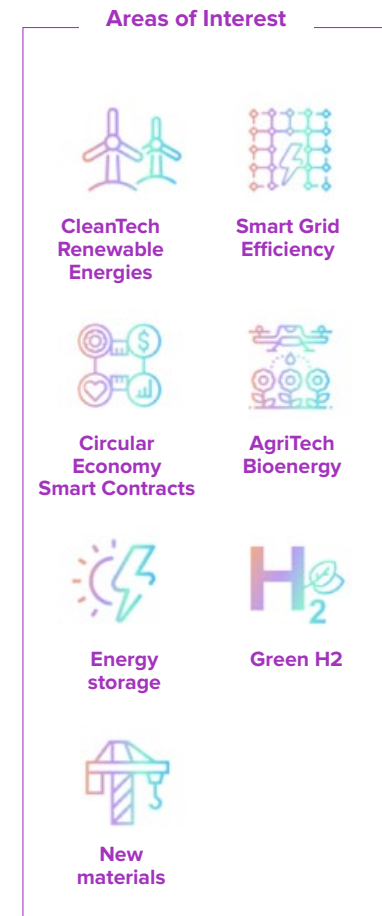 Areas of Interest
CleanTech
Renewable
Energies
Smart Grid
Efficiency
$
Circular
Economy
Smart Contracts
AgriTech
Bioenergy
H2
Energy
storage
Green H2
New
materials